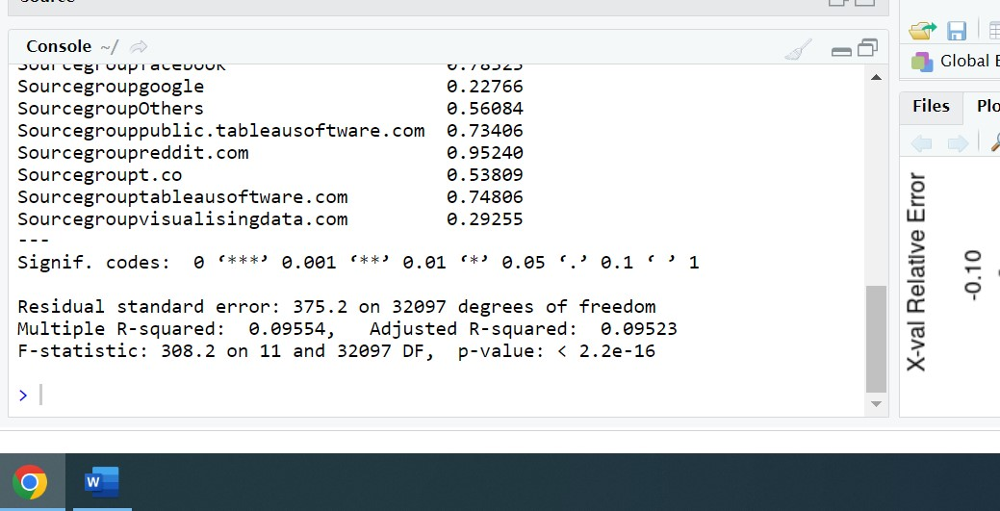 Source
Console ~/
Sourcegroupfacebook 0.78525
Sourcegroupgoogle 0.22766
SourcegroupOthers 0.56084
Sourcegrouppublic.tableausoftware.com 0.73406
Sourcegroupreddit.com 0.95240
Sourcegroupt.co 0.53809
Sourcegrouptableausoftware.com 0.74806
Sourcegroupvisualisingdata.com 0.29255
---
Signif. codes: 0 ‘***’ 0.001 ‘**’ 0.01 ‘*’ 0.05 ‘.’ 0.1 ‘ ’ 1
Residual standard error: 375.2 on 32097 degrees of freedom
Multiple R-squared: 0.09554, Adjusted R-squared: 0.09523
F-statistic: 308.2 on 11 and 32097 DF, p-value: < 2.2e-16
>
Global E
Files Plo
X-val Relative Error
-0.10
W